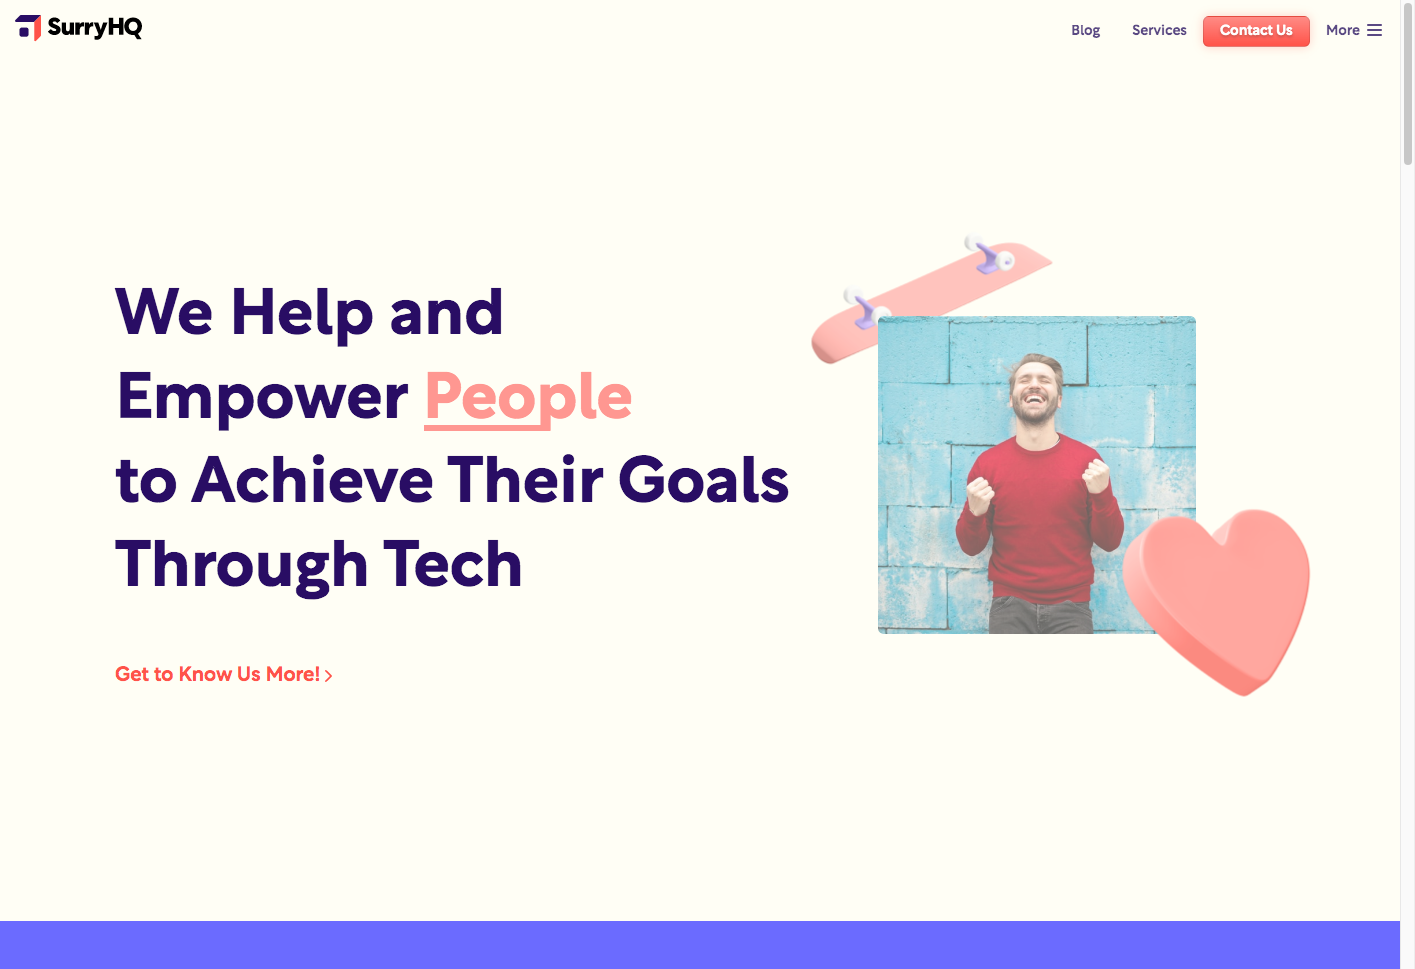 SurryHQ
Blog
Services
Contact Us
More
We Help and
Empower People
to Achieve Their Goals
Through Tech
Get to Know Us More!